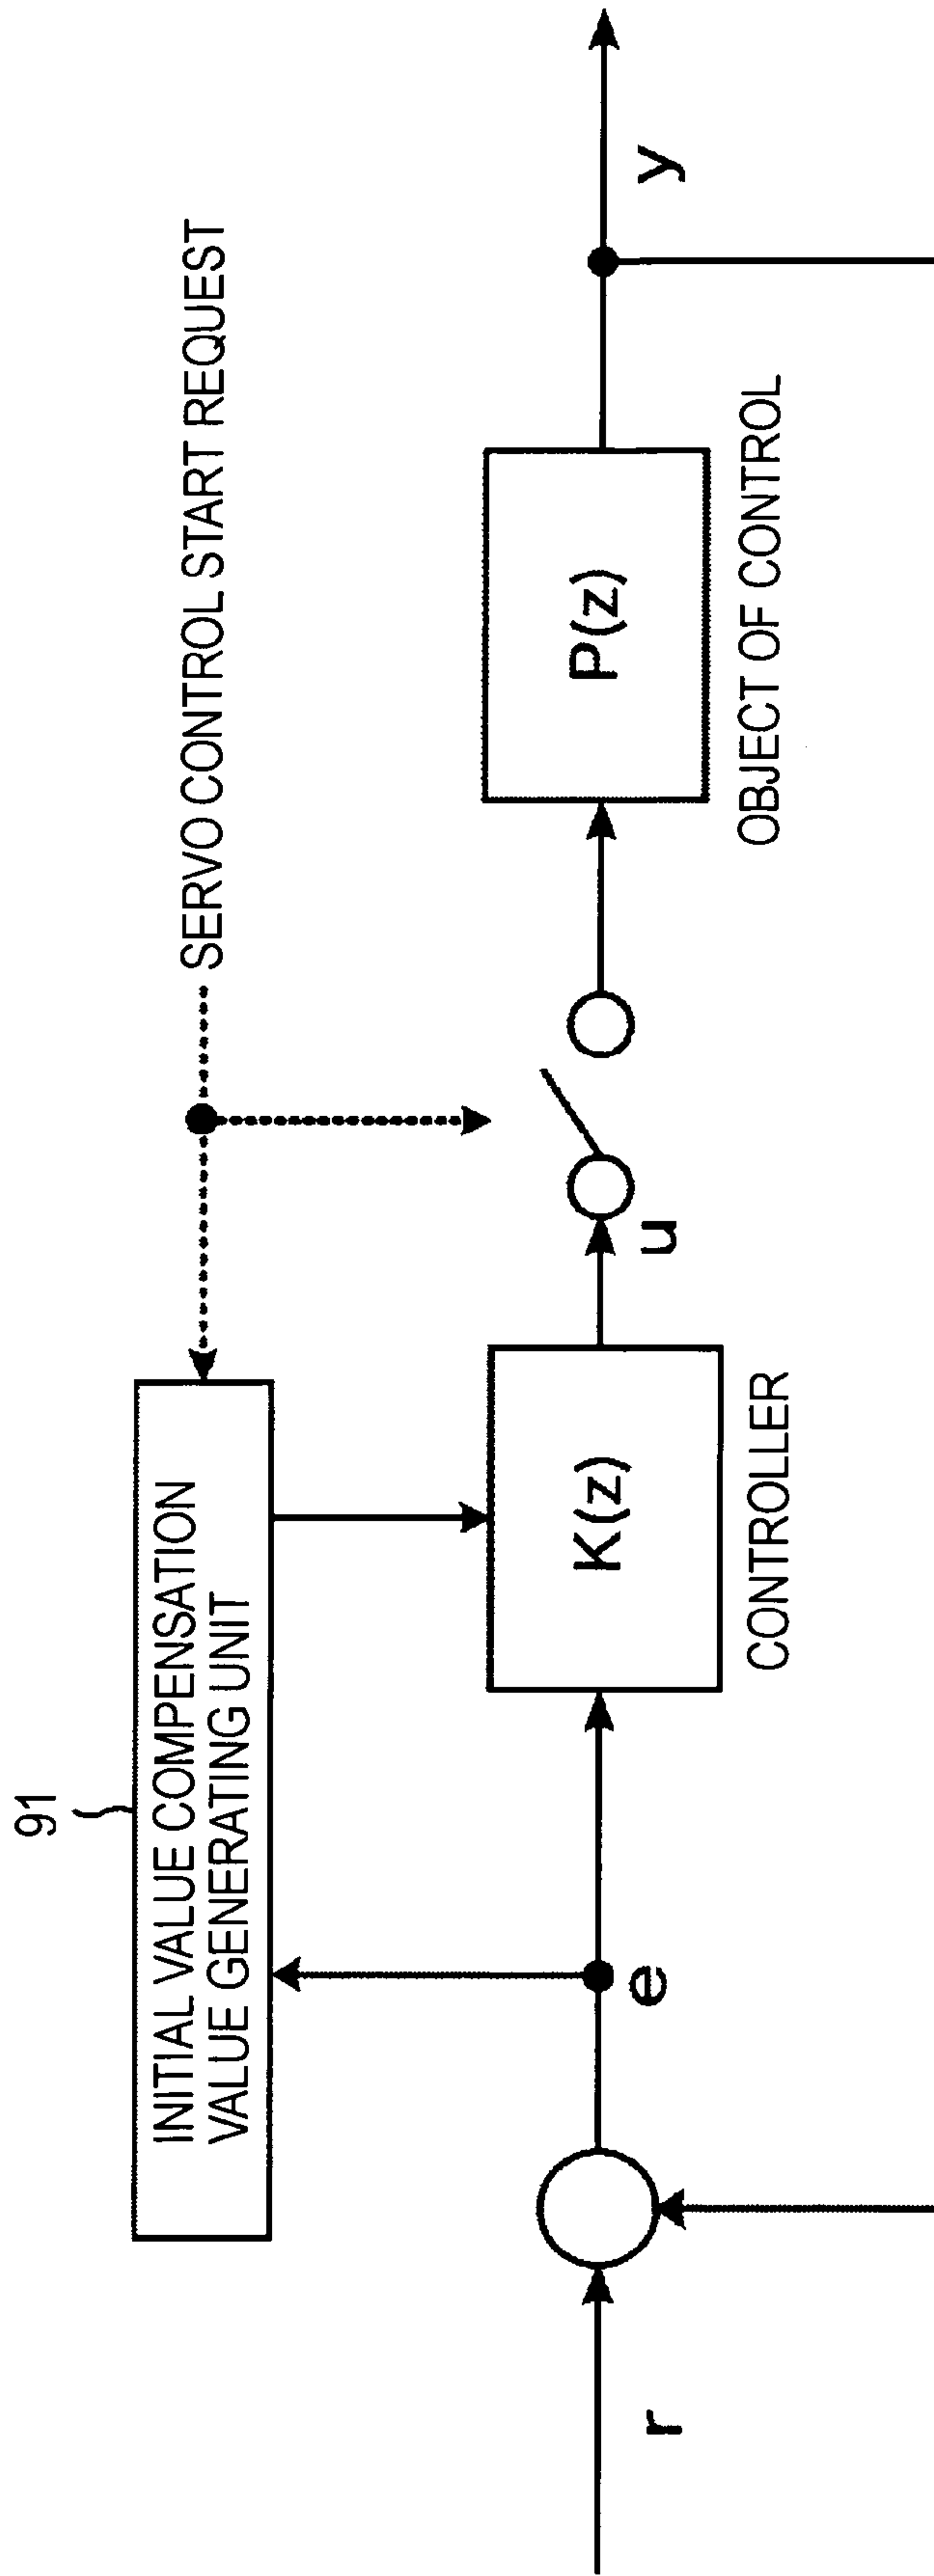 91
INITIAL VALUE COMPENSATION
VALUE GENERATING UNIT
SERVO CONTROL START REQUEST
r
e
K(z)
CONTROLLER
u
P(z)
OBJECT OF CONTROL
y